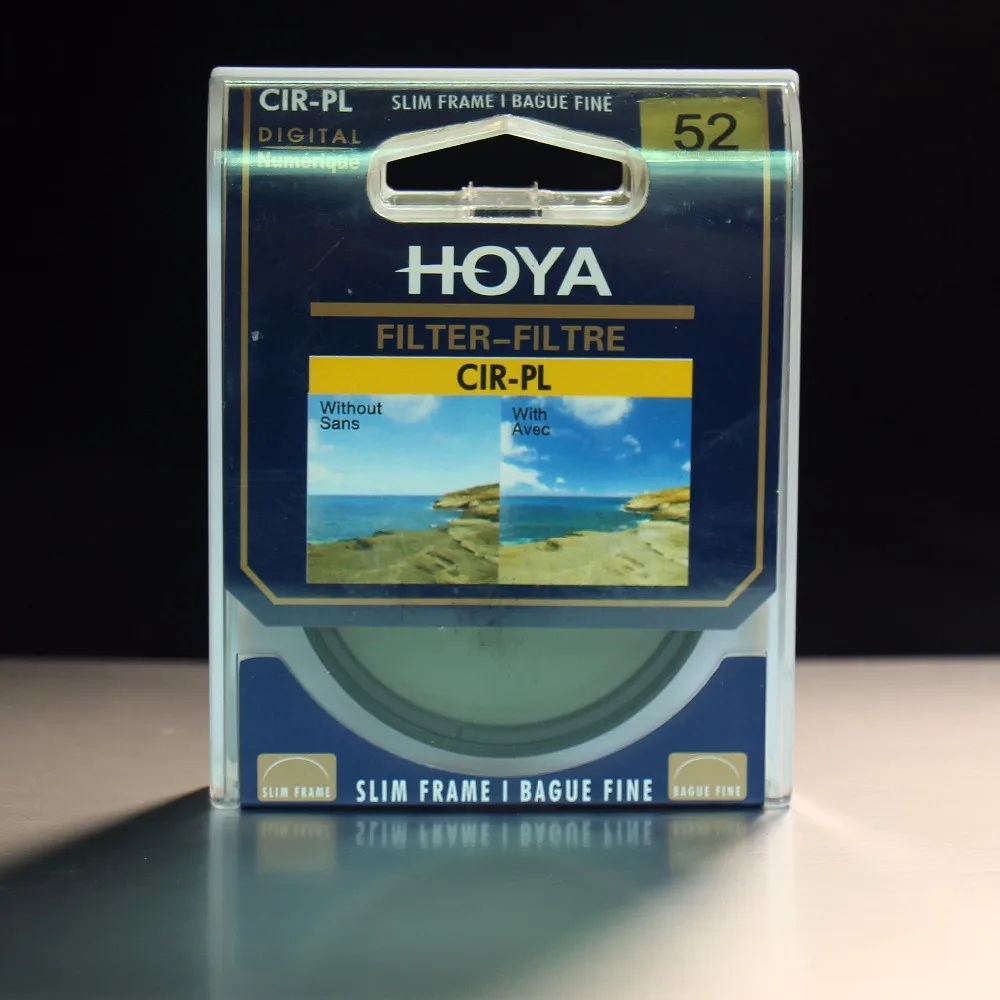 CIR-PL
SLIM FRAME I BAGUE FINE
52
DIGITAL
Numérique
HOYA
FILTER-FILTRE
CIR-PL
Without
Sans
With
Avec
SLIM FRAME
SLIM FRAME I BAGUE FINE
BAGUE FINE